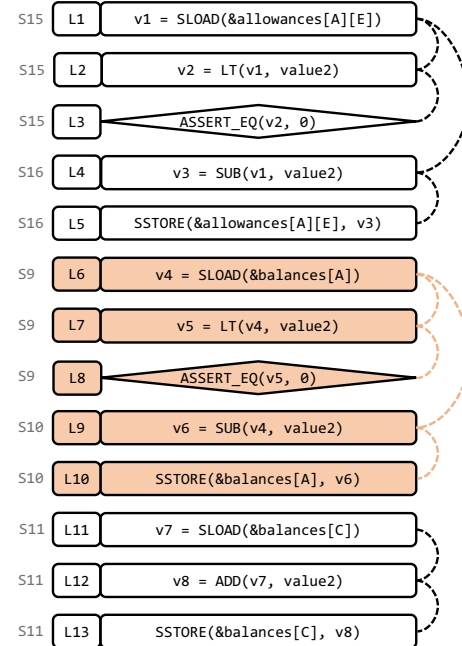 S15 L1 v1 = SLOAD(&allowances[A][E])
S15 L2 v2 = LT(v1, value2)
S15 L3 ASSERT_EQ(v2, 0)
S16 L4 v3 = SUB(v1, value2)
S16 L5 SSTORE(&allowances[A][E], v3)
S9 L6 v4 = SLOAD(&balances[A])
S9 L7 v5 = LT(v4, value2)
S9 L8 ASSERT_EQ(v5, 0)
S10 L9 v6 = SUB(v4, value2)
S10 L10 SSTORE(&balances[A], v6)
S11 L11 v7 = SLOAD(&balances[C])
S11 L12 v8 = ADD(v7, value2)
S11 L13 SSTORE(&balances[C], v8)